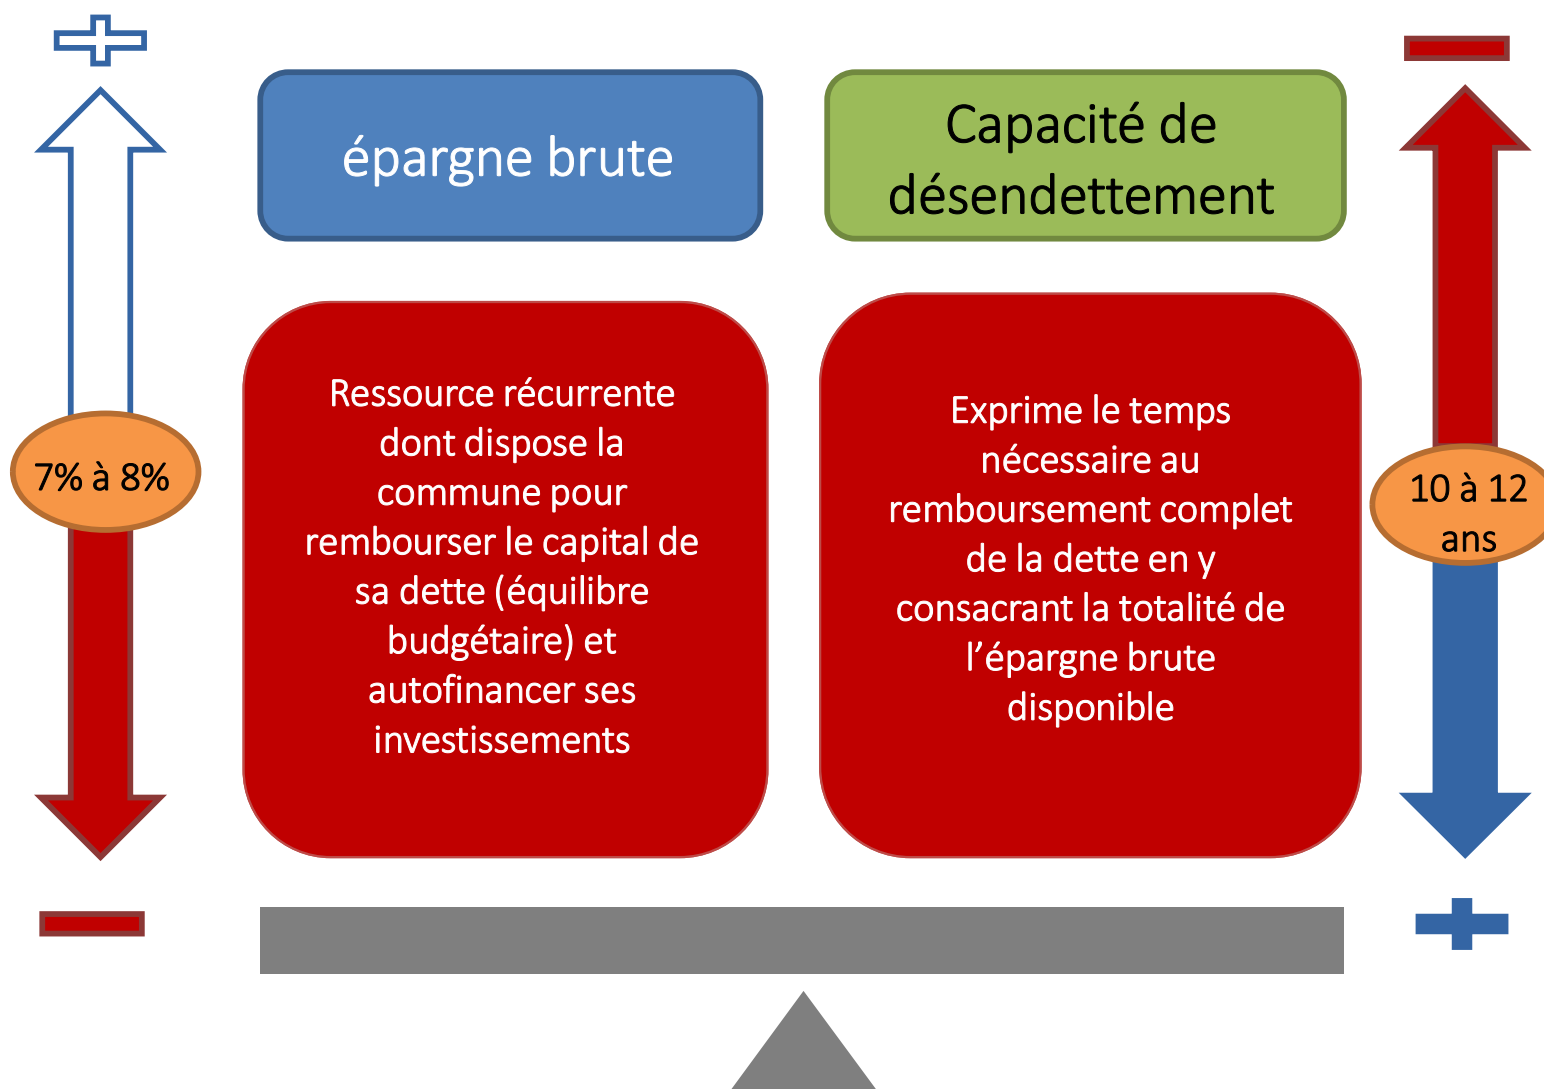 épargne brute
Capacité de
désendettement
7% à 8%
Ressource récurrente
dont dispose la
commune pour
rembourser le capital de
sa dette (équilibre
budgétaire) et
autofinancer ses
investissements
Exprime le temps
nécessaire au
remboursement complet
de la dette en y
consacrant la totalité de
l’épargne brute
disponible
10 à 12
ans